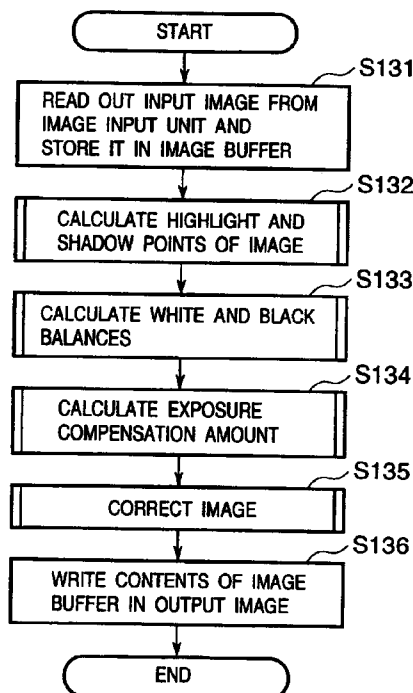 START
S131
READ OUT INPUT IMAGE FROM
IMAGE INPUT UNIT AND
STORE IT IN IMAGE BUFFER
S132
CALCULATE HIGHLIGHT AND
SHADOW POINTS OF IMAGE
S133
CALCULATE WHITE AND BLACK
BALANCES
S134
CALCULATE EXPOSURE
COMPENSATION AMOUNT
S135
CORRECT IMAGE
S136
WRITE CONTENTS OF IMAGE
BUFFER IN OUTPUT IMAGE
END